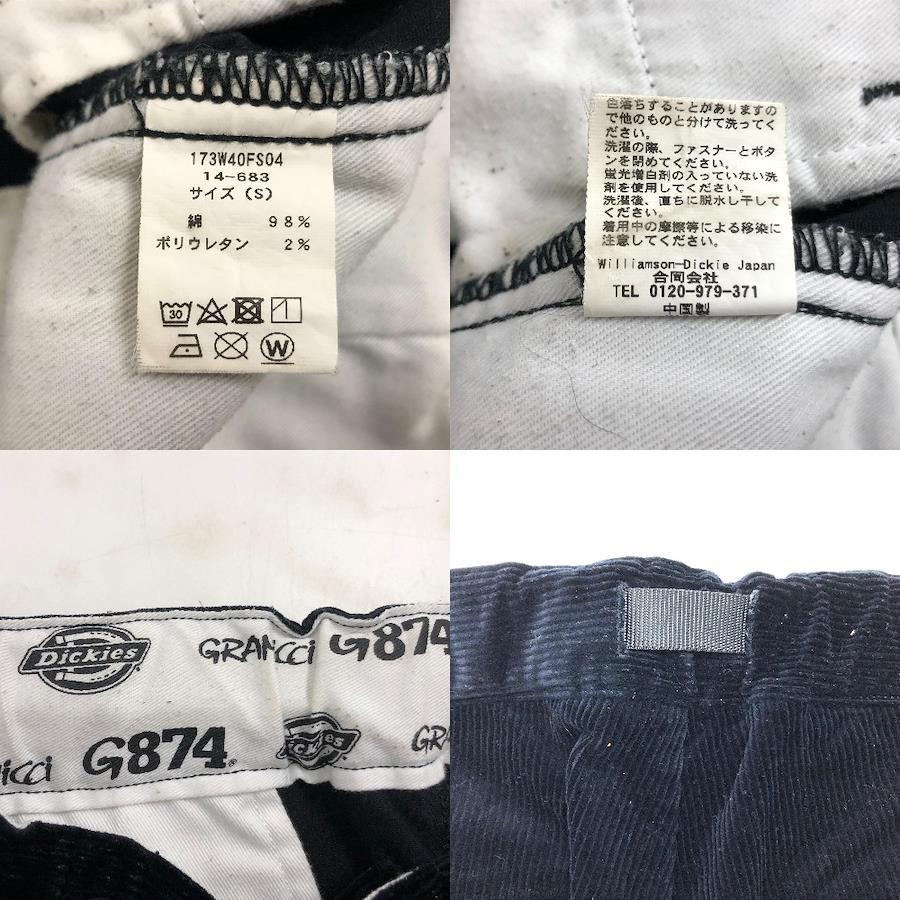 173W40FS04
14-683
サイズ (S)
綿 98%
ポリウレタン 2%
30
W
色落ちすることがありますの
で他のものと分けて洗ってく
ださい。
洗濯の際、ファスナーとボタ
ンを閉めてください。
蛍光増白剤の入っていない洗
剤を使用してください。
洗濯後、直ちに脱水し干して
ください。
着用中の摩擦等による移染に
注意してください。
Williamson-Dickie Japan
合同会社
TEL 0120-979-371
中国製
Dickies GRAMICCI G874
G874